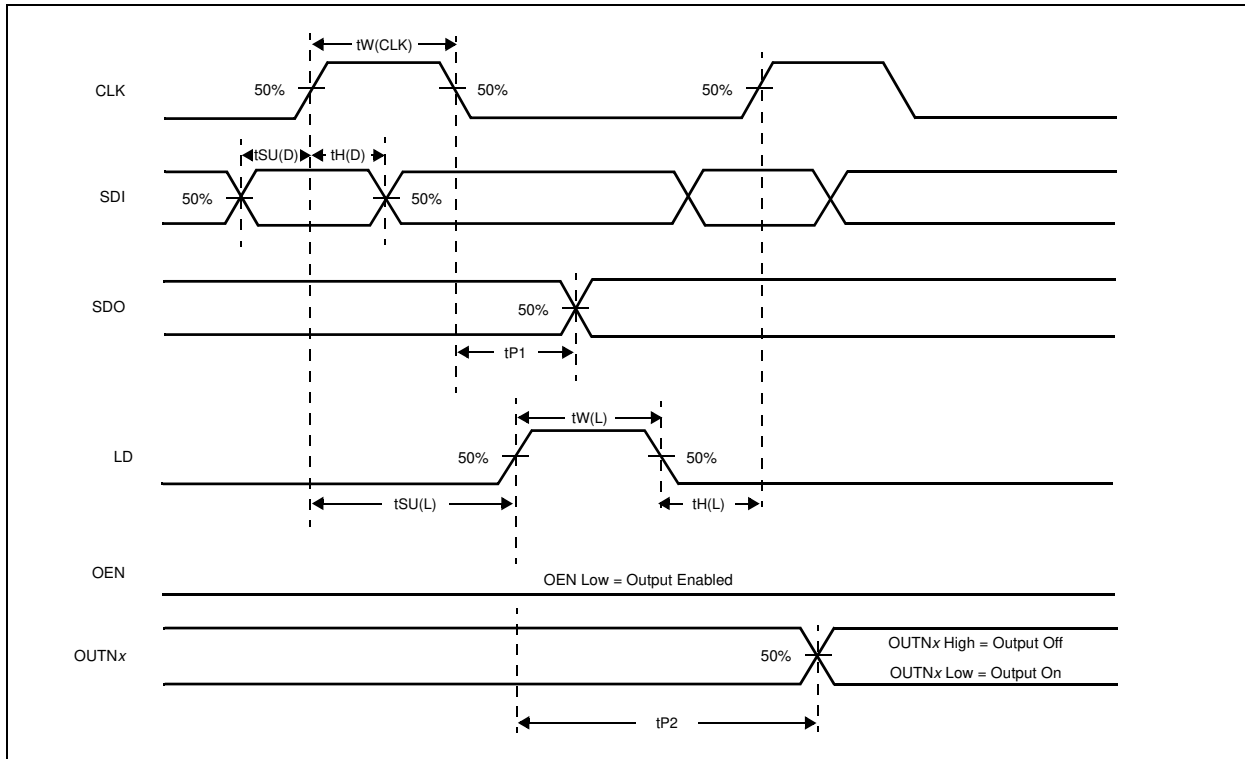 tW(CLK)
CLK
50%
50%
50%
tSU(D)
tH(D)
SDI
50%
50%
SDO
50%
tP1
tW(L)
LD
50%
50%
tSU(L)
tH(L)
OEN
OEN Low = Output Enabled
OUTNx
50%
OUTNx High = Output Off
OUTNx Low = Output On
tP2